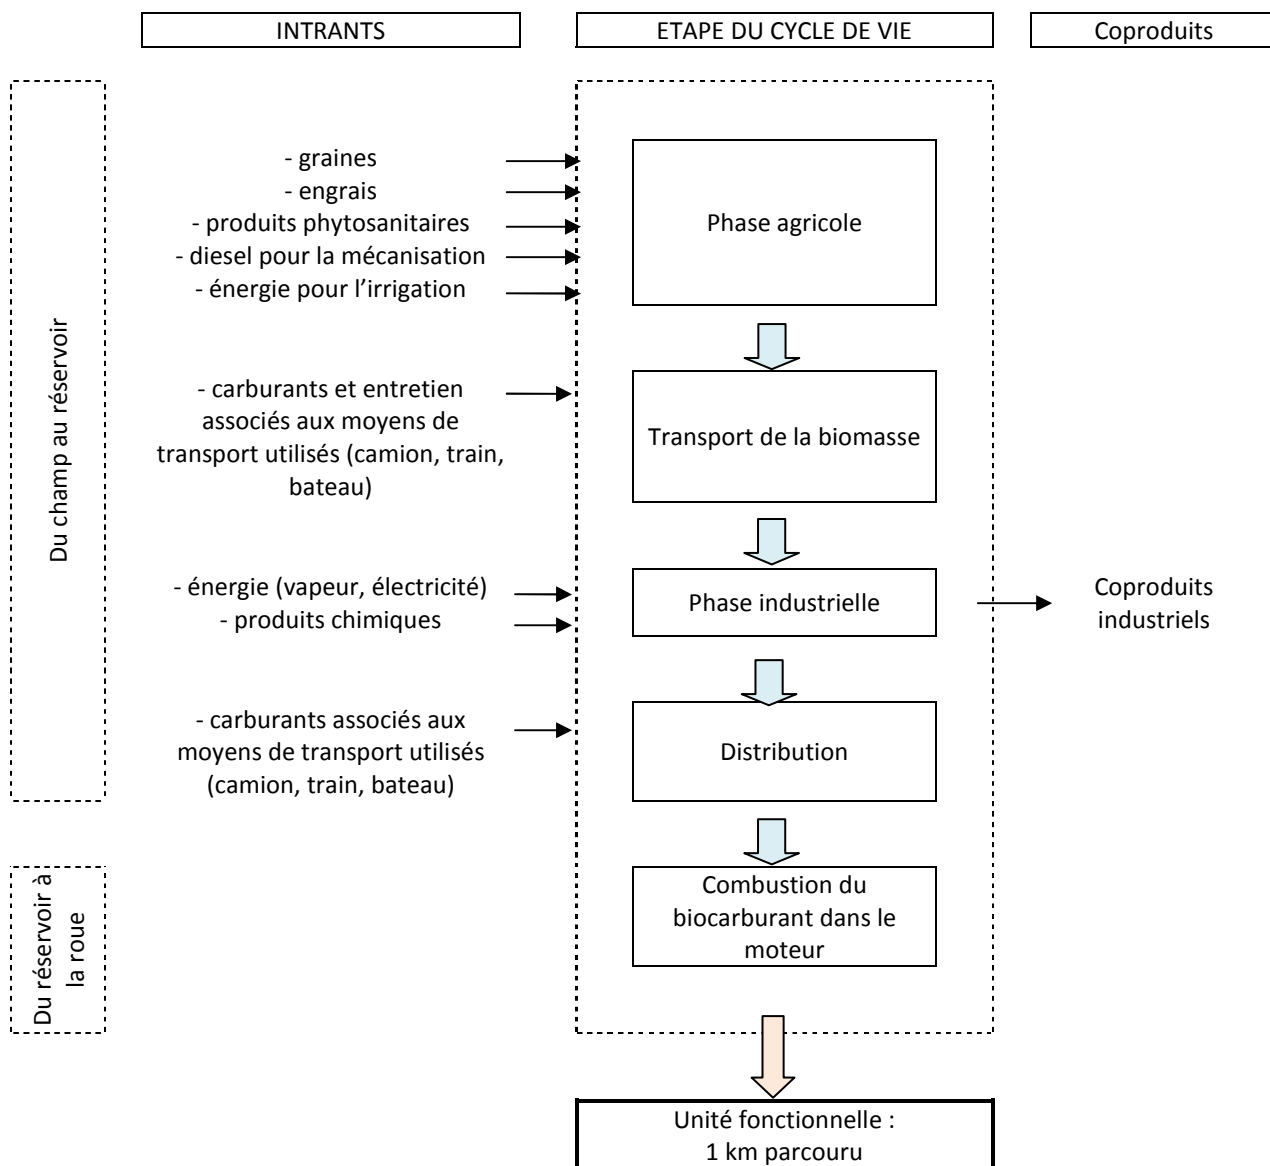 INTRANTS
ETAPE DU CYCLE DE VIE
Coproduits
Du champ au réservoir
- graines
- engrais
- produits phytosanitaires
- diesel pour la mécanisation
- énergie pour l’irrigation
Phase agricole
- carburants et entretien
associés aux moyens de
transport utilisés (camion, train,
bateau)
Transport de la biomasse
- énergie (vapeur, électricité)
- produits chimiques
Phase industrielle
Coproduits
industriels
- carburants associés aux
moyens de transport utilisés
(camion, train, bateau)
Distribution
Du réservoir à
la roue
Combustion du
biocarburant dans le
moteur
Unité fonctionnelle :
1 km parcouru